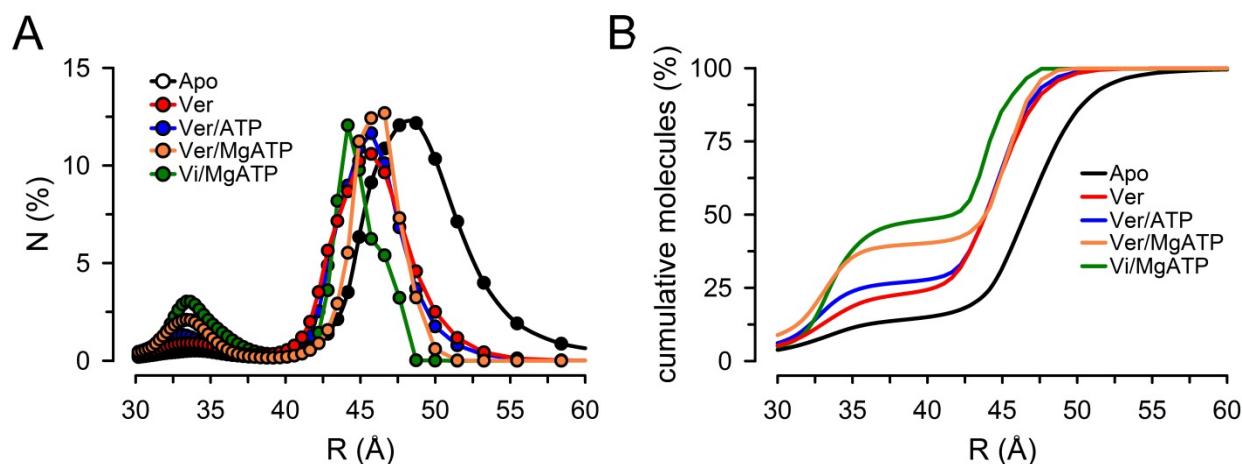 A
15
10
5
0
N (%)
Apo
Ver
Ver/ATP
Ver/MgATP
Vi/MgATP
30 35 40 45 50 55 60
R (Å)
B
100
75
50
25
0
cumulative molecules (%)
Apo
Ver
Ver/ATP
Ver/MgATP
Vi/MgATP
30 35 40 45 50 55 60
R (Å)